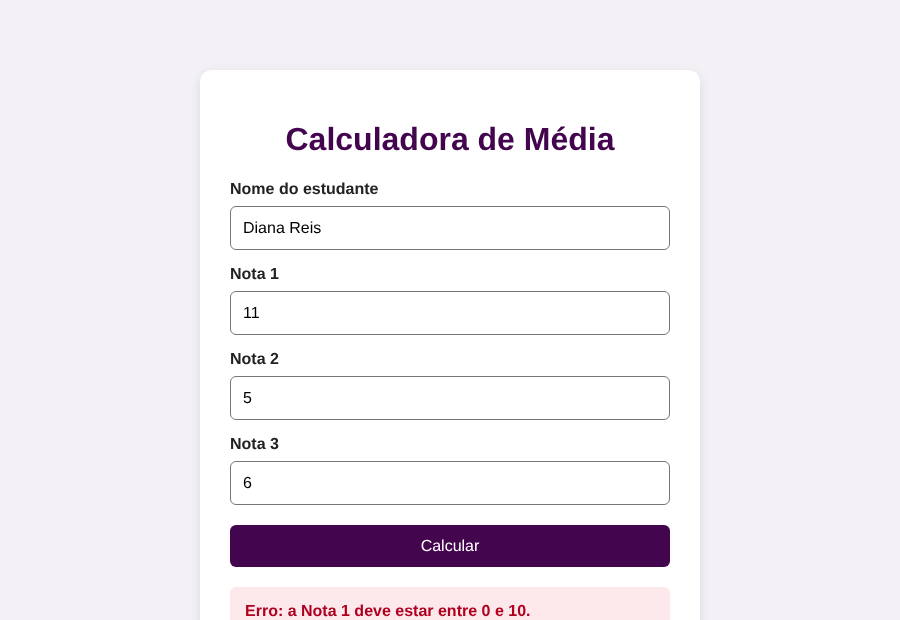 Calculadora de Média
Nome do estudante
Diana Reis
Nota 1
11
Nota 2
5
Nota 3
6
Calcular
Erro: a Nota 1 deve estar entre 0 e 10.